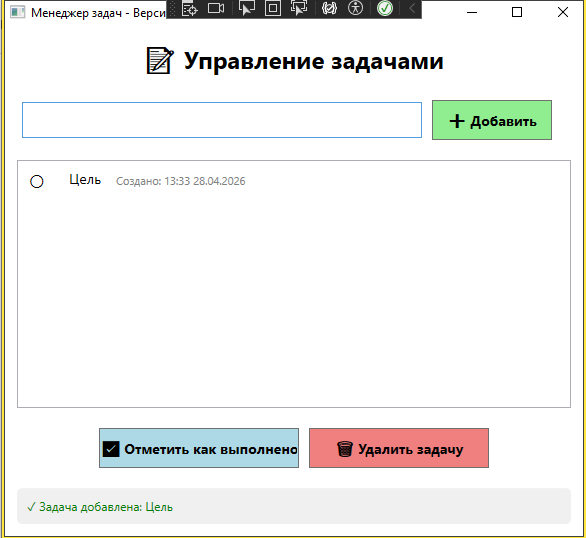 Менеджер задач - Верси
Управление задачами
Добавить
Цель Создано: 13:33 28.04.2026
Отметить как выполнено
Удалить задачу
✓ Задача добавлена: Цель